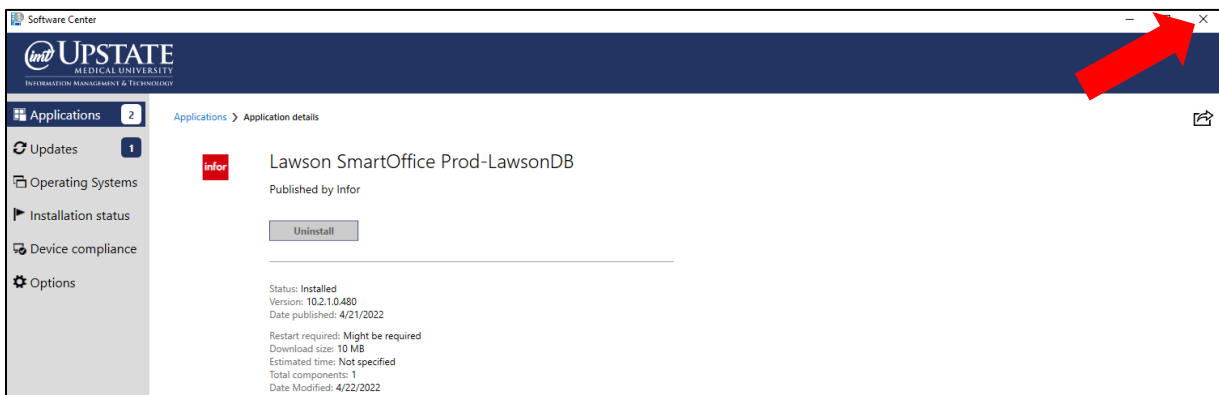 Software Center
imt UPSTATE
MEDICAL UNIVERSITY
INFORMATION MANAGEMENT & TECHNOLOGY
Applications 2
Applications > Application details
Updates 1
Operating Systems
Installation status
Device compliance
Options
infor
Lawson SmartOffice Prod-LawsonDB
Published by Infor
Uninstall
Status: Installed
Version: 10.2.1.0.480
Date published: 4/21/2022
Restart required: Might be required
Download size: 10 MB
Estimated time: Not specified
Total components: 1
Date Modified: 4/22/2022